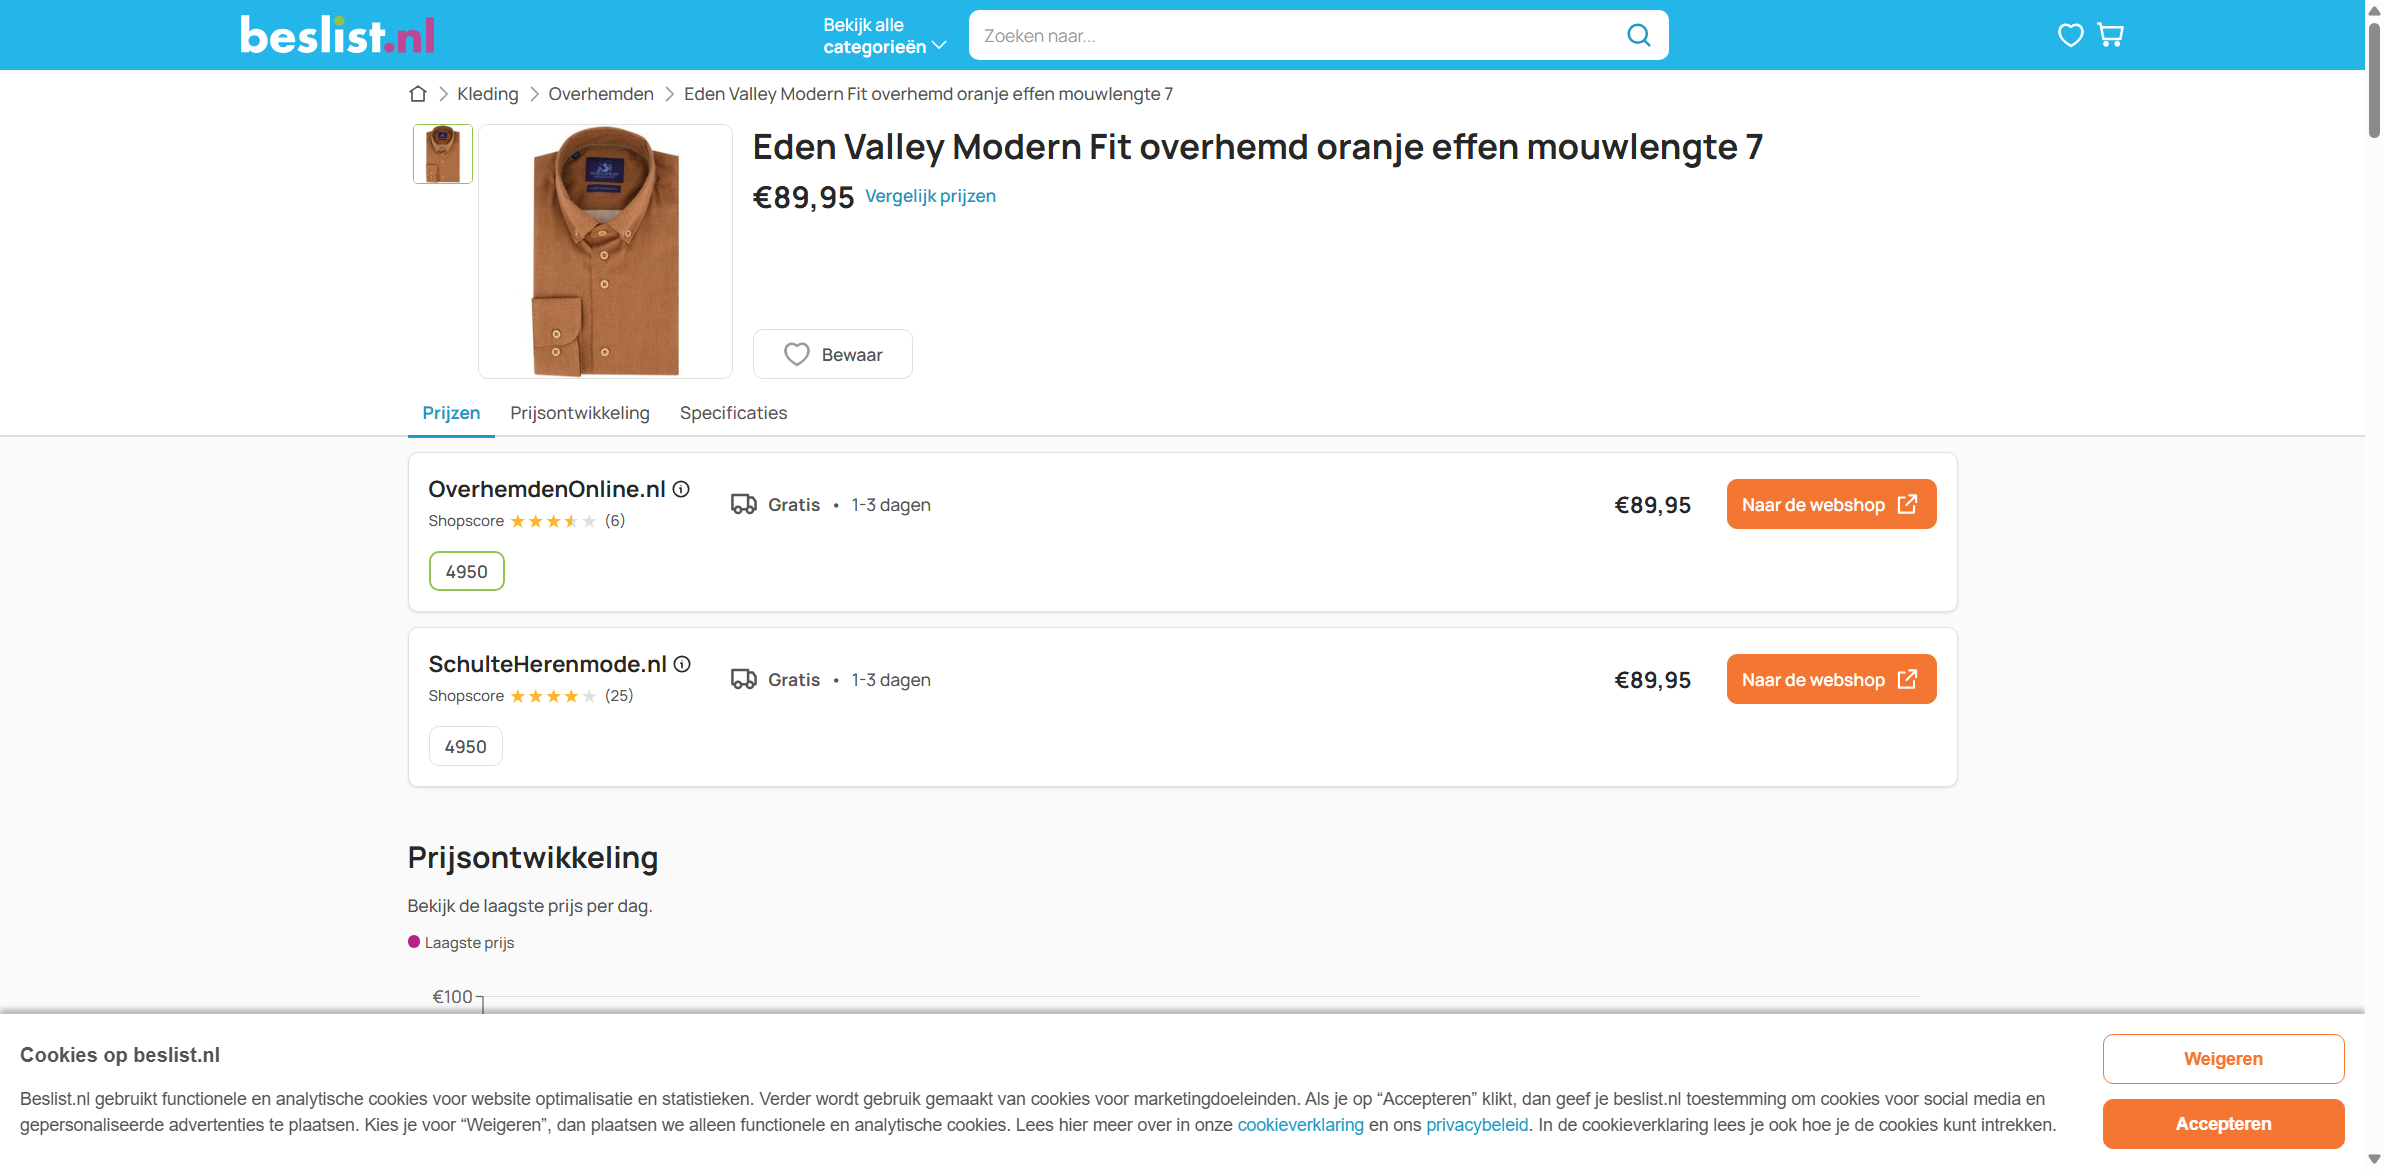 beslist.nl
Bekijk alle
categorieën
Zoeken naar...
Kleding
Overhemden
Eden Valley Modern Fit overhemd oranje effen mouwlengte 7
Eden Valley Modern Fit overhemd oranje effen mouwlengte 7
€89,95 Vergelijk prijzen
Bewaar
Prijzen
Prijsontwikkeling
Specificaties
OverhemdenOnline.nl
Shopscore (6)
Gratis • 1-3 dagen
€89,95
Naar de webshop
4950
SchulteHerenmode.nl
Shopscore (25)
Gratis • 1-3 dagen
€89,95
Naar de webshop
4950
Prijsontwikkeling
Bekijk de laagste prijs per dag.
Laagste prijs
€100
Cookies op beslist.nl
Beslist.nl gebruikt functionele en analytische cookies voor website optimalisatie en statistieken. Verder wordt gebruik gemaakt van cookies voor marketingdoeleinden. Als je op “Accepteren” klikt, dan geef je beslist.nl toestemming om cookies voor social media en
gepersonaliseerde advertenties te plaatsen. Kies je voor “Weigeren”, dan plaatsen we alleen functionele en analytische cookies. Lees hier meer over in onze cookieverklaring en ons privacybeleid. In de cookieverklaring lees je ook hoe je de cookies kunt intrekken.
Weigeren
Accepteren